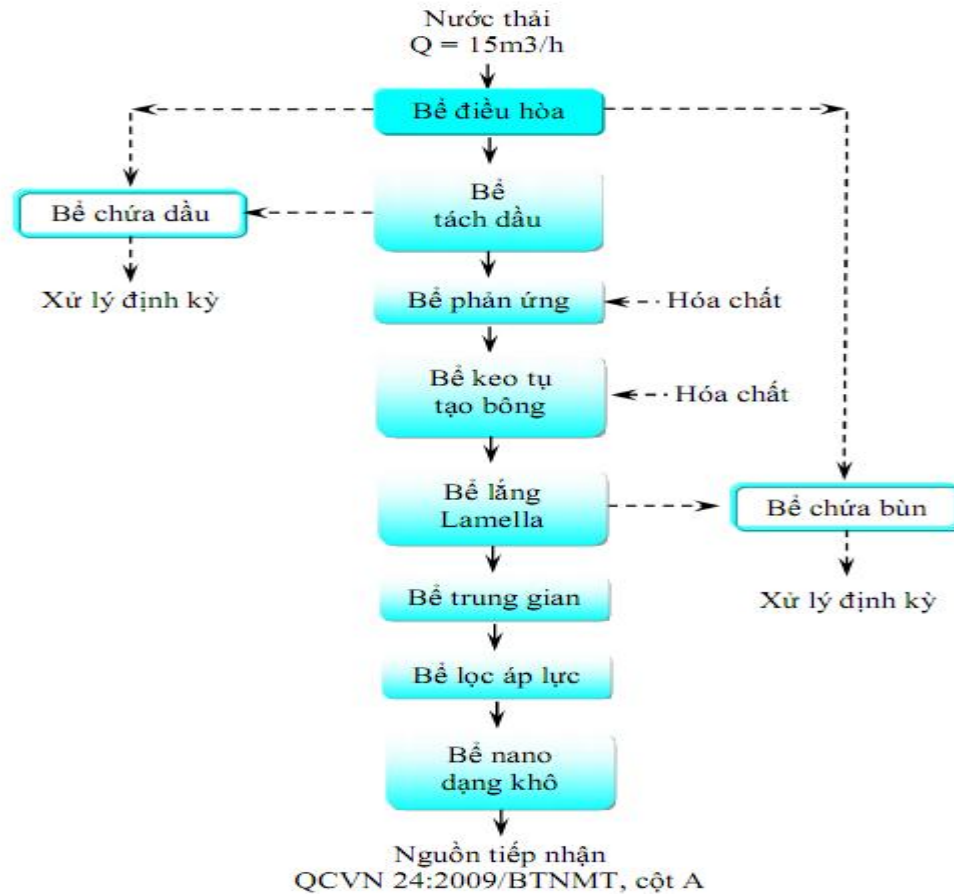 Nước thải
Q = 15m3/h
Bể điều hòa
Bể
tách dầu
Bể chứa dầu
Xử lý định kỳ
Bể phản ứng
Hóa chất
Bể keo tụ
tạo bông
Hóa chất
Bể lắng
Lamella
Bể chứa bùn
Bể trung gian
Xử lý định kỳ
Bể lọc áp lực
Bể nano
dạng khô
Nguồn tiếp nhận
QCVN 24:2009/BTNMT, cột A